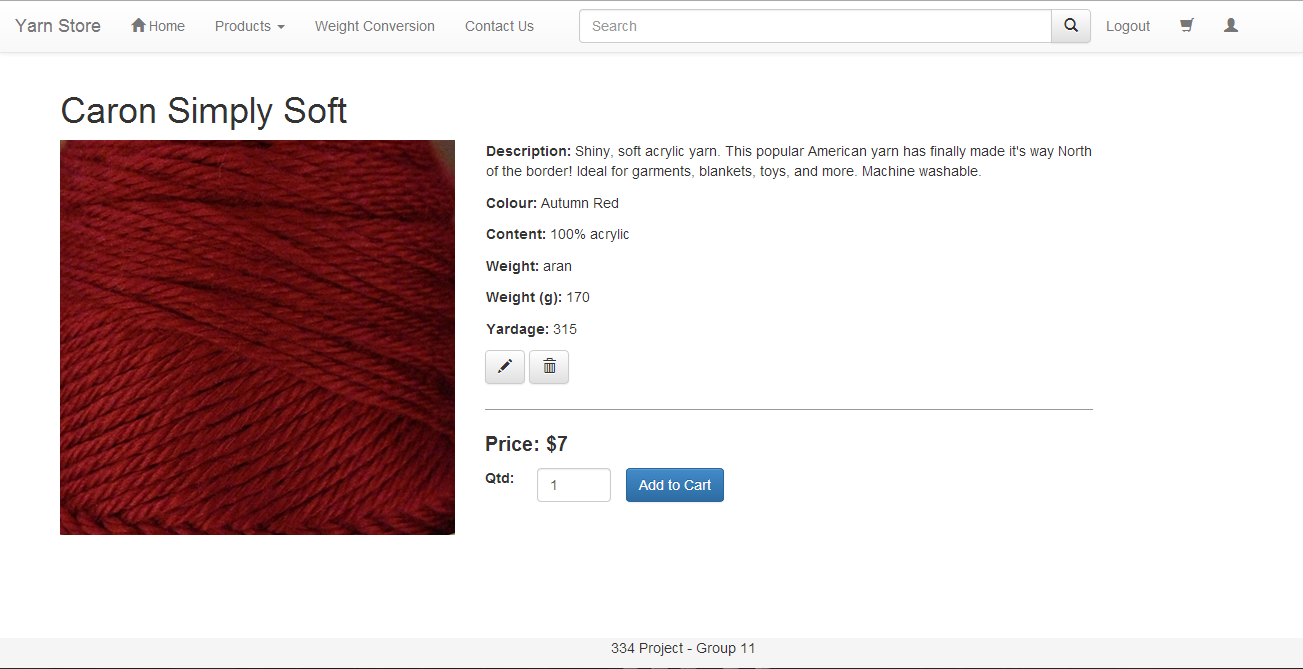 Yarn Store Home Products Weight Conversion Contact Us Search Logout
Caron Simply Soft
Description: Shiny, soft acrylic yarn. This popular American yarn has finally made it's way North
of the border! Ideal for garments, blankets, toys, and more. Machine washable.
Colour: Autumn Red
Content: 100% acrylic
Weight: aran
Weight (g): 170
Yardage: 315
Price: $7
Qtd: 1 Add to Cart
334 Project - Group 11